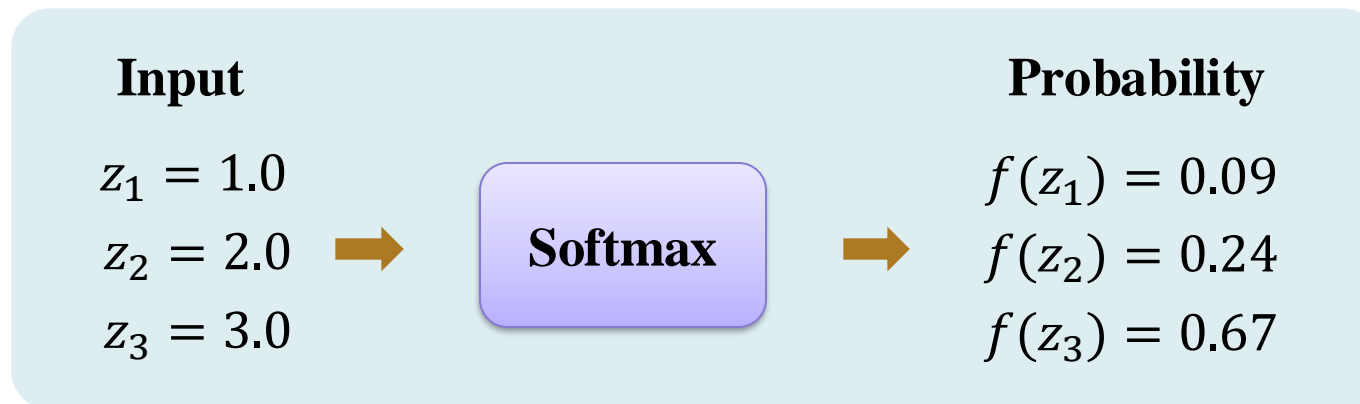 Input
z₁ = 1.0
z₂ = 2.0
z₃ = 3.0
Softmax
Probability
f(z₁) = 0.09
f(z₂) = 0.24
f(z₃) = 0.67